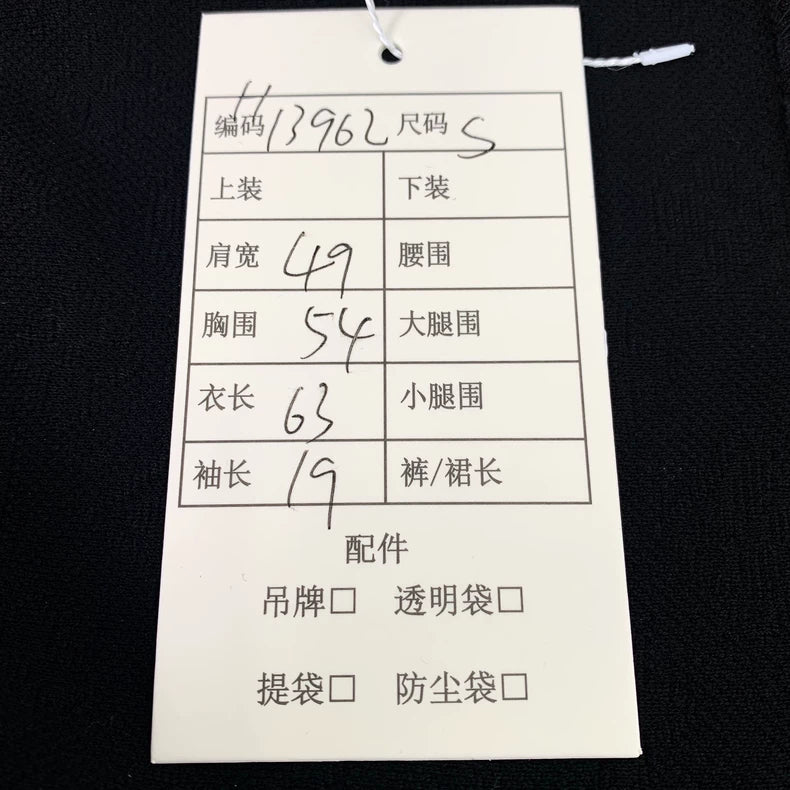 编码 1113962 尺码 S
上装 下装
肩宽 49 腰围
胸围 54 大腿围
衣长 63 小腿围
袖长 19 裤/裙长
配件
吊牌□ 透明袋□
提袋□ 防尘袋□